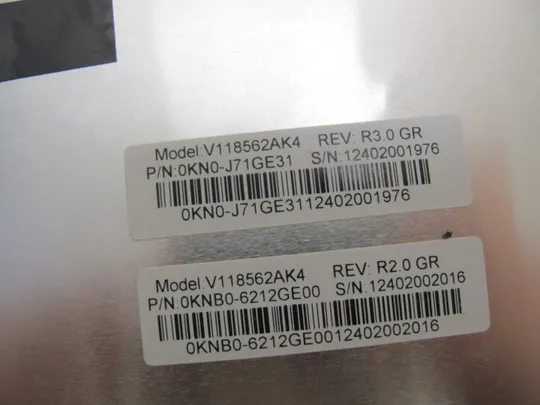 Model:V118562AK4 REV: R3.0 GR
P/N:0KN0-J71GE31 S/N:12402001976
0KN0-J71GE3112402001976
Model:V118562AK4 REV: R2.0 GR
P/N:0KNB0-6212GE00 S/N:12402002016
0KNB0-6212GE0012402002016